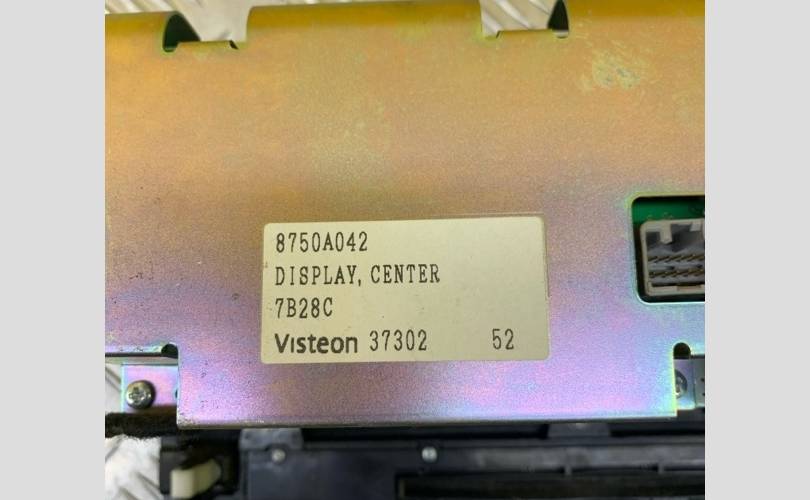 8750A042
DISPLAY, CENTER
7B28C
Visteon 37302 52